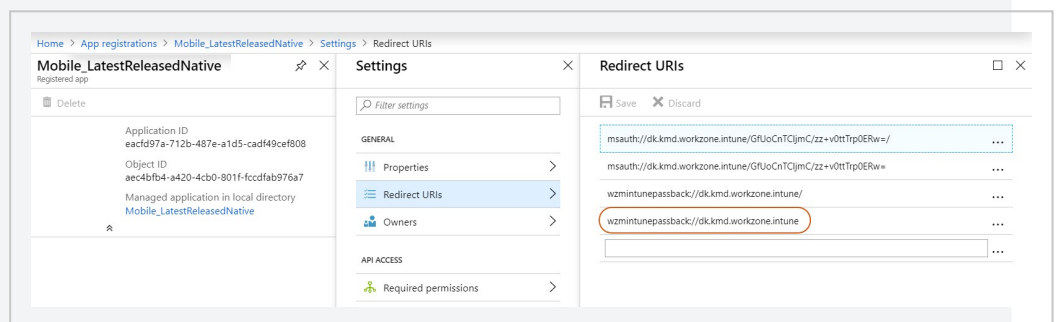 Home > App registrations > Mobile_LatestReleasedNative > Settings > Redirect URIs
Mobile_LatestReleasedNative
Registered app
Delete
Application ID
eacfd97a-712b-487e-a1d5-cadf49cef808
Object ID
aec4bfb4-a420-4cb0-801f-fccdfab976a7
Managed application in local directory
Mobile_LatestReleasedNative
Settings
Filter settings
GENERAL
Properties
Redirect URIs
Owners
API ACCESS
Required permissions
Redirect URIs
Save Discard
msauth://dk.kmd.workzone.intune/GfUoCnTCIjmC/zz+v0ttTrp0ERw=/
msauth://dk.kmd.workzone.intune/GfUoCnTCIjmC/zz+v0ttTrp0ERw=
wzmintunepassback://dk.kmd.workzone.intune/
wzmintunepassback://dk.kmd.workzone.intune